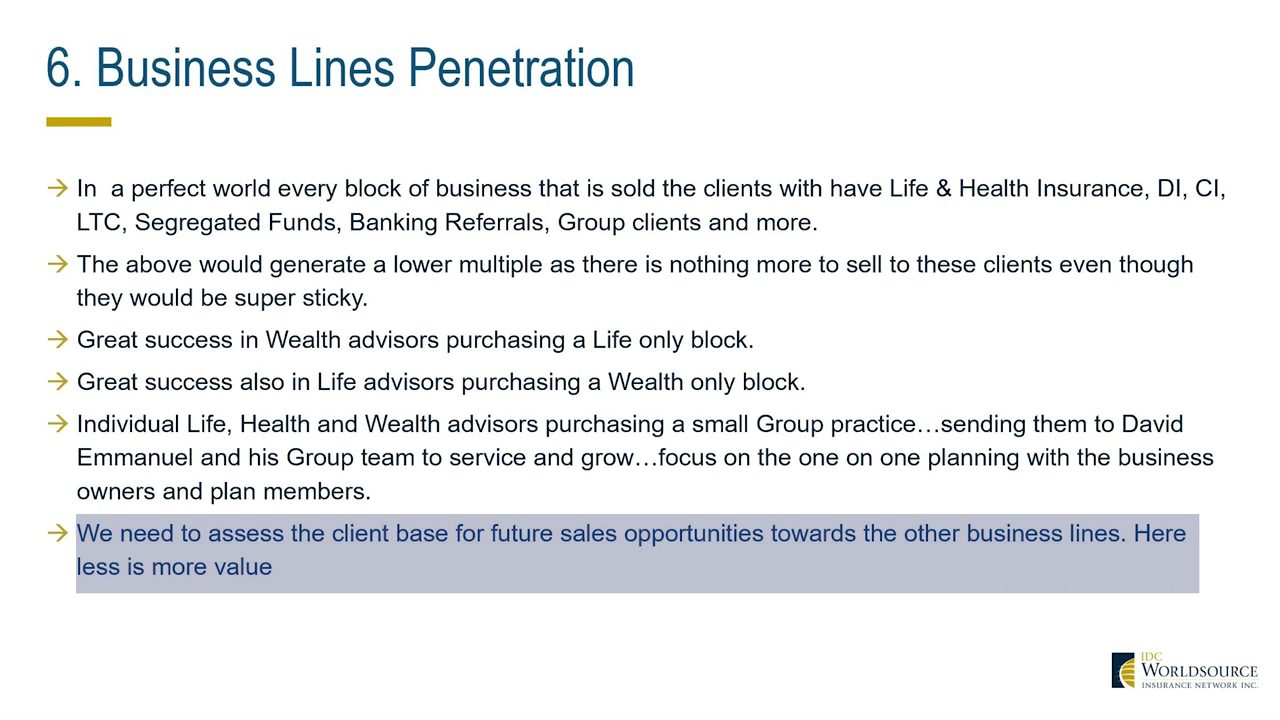 6. Business Lines Penetration
→ In  a perfect world every block of business that is sold the clients with have Life & Health Insurance, DI, CI,
LTC, Segregated Funds, Banking Referrals, Group clients and more.
→ The above would generate a lower multiple as there is nothing more to sell to these clients even though
they would be super sticky.
→ Great success in Wealth advisors purchasing a Life only block.
→ Great success also in Life advisors purchasing a Wealth only block.
→ Individual Life, Health and Wealth advisors purchasing a small Group practice…sending them to David
Emmanuel and his Group team to service and grow…focus on the one on one planning with the business
owners and plan members.
→ We need to assess the client base for future sales opportunities towards the other business lines. Here
less is more value
IDC
WORLDSOURCE
INSURANCE NETWORK INC.